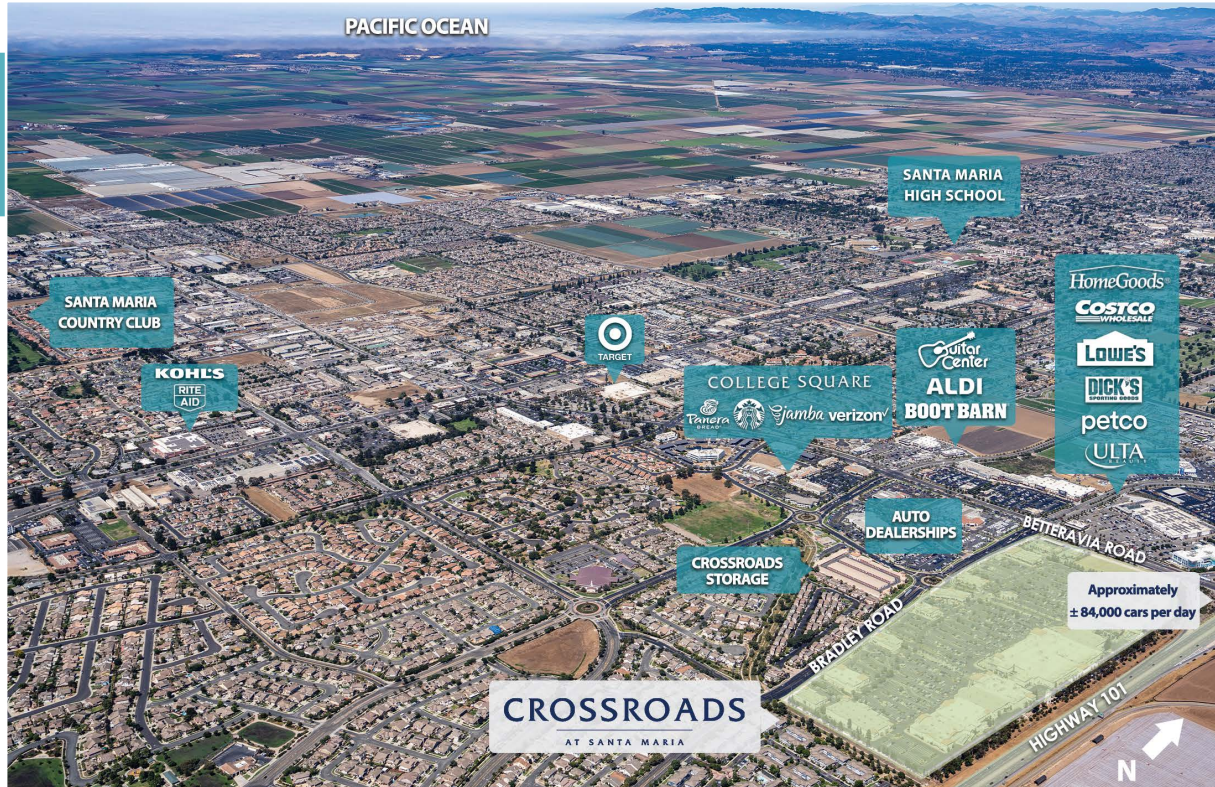 PACIFIC OCEAN
SANTA MARIA
HIGH SCHOOL
SANTA MARIA
COUNTRY CLUB
KOHL'S
RITE
AID
TARGET
COLLEGE SQUARE
Panera
BREAD
jamba
verizon
Guitar
Center
ALDI
BOOT BARN
HomeGoods
COSTCO
WHOLESALE
LOWE'S
DICK'S
SPORTING GOODS
petco
ULTA
BEAUTY
AUTO
DEALERSHIPS
CROSSROADS
STORAGE
BETTERAVIA ROAD
Approximately
± 84,000 cars per day
BRADLEY ROAD
HIGHWAY 101
CROSSROADS
AT SANTA MARIA
N